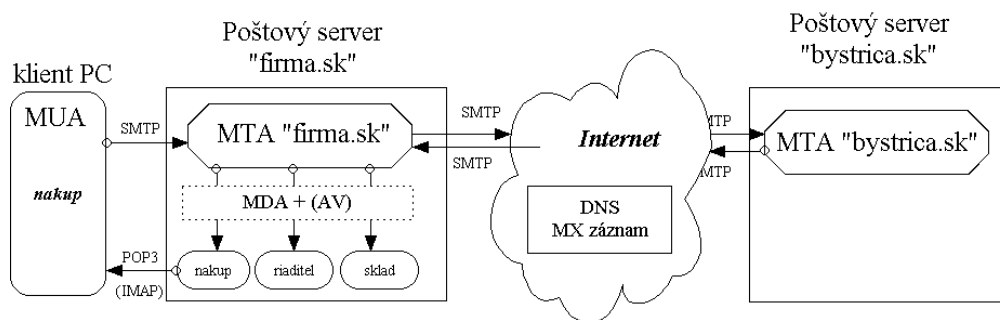 klient PC
MUA
nakup
SMTP
POP3
(IMAP)
Poštový server
"firma.sk"
MTA "firma.sk"
MDA + (AV)
nakup
riaditel
sklad
SMTP
SMTP
Internet
DNS
MX záznam
MTP
MTP
Poštový server
"bystrica.sk"
MTA "bystrica.sk"